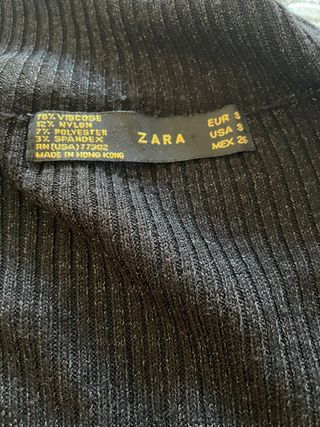 78% VISCOSE
12% NYLON
7% POLYESTER
3% SPANDEX
RN(USA)77302
MADE IN HONG KONG
ZARA
EUR S
USA S
MEX 26